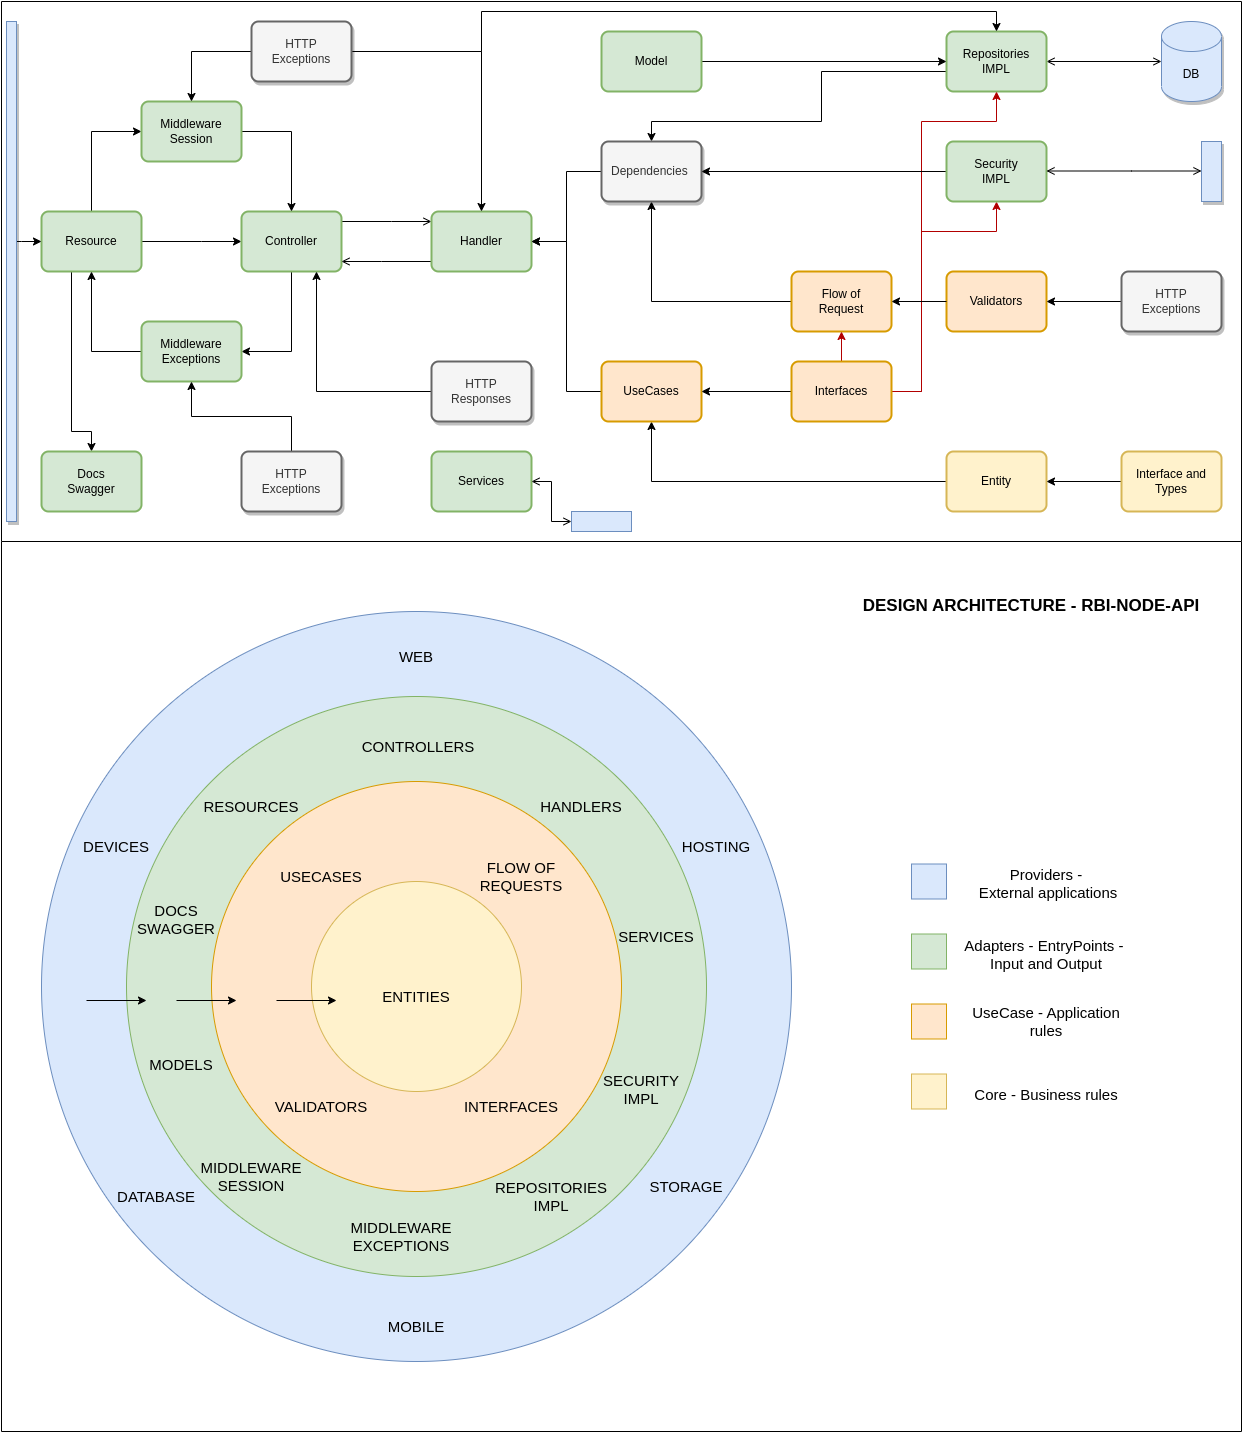 HTTP
Exceptions
Model
Repositories
IMPL
DB
Middleware
Session
Dependencies
Security
IMPL
Resource
Controller
Handler
Flow of
Request
Validators
HTTP
Exceptions
Middleware
Exceptions
HTTP
Responses
UseCases
Interfaces
Docs
Swagger
HTTP
Exceptions
Services
Entity
Interface and
Types
DESIGN ARCHITECTURE - RBI-NODE-API
WEB
CONTROLLERS
RESOURCES
HANDLERS
DEVICES
HOSTING
USECASES
FLOW OF
REQUESTS
DOCS
SWAGGER
SERVICES
ENTITIES
MODELS
SECURITY
IMPL
VALIDATORS
INTERFACES
MIDDLEWARE
SESSION
REPOSITORIES
IMPL
DATABASE
STORAGE
MIDDLEWARE
EXCEPTIONS
MOBILE
Providers -
External applications
Adapters - EntryPoints -
Input and Output
UseCase - Application
rules
Core - Business rules